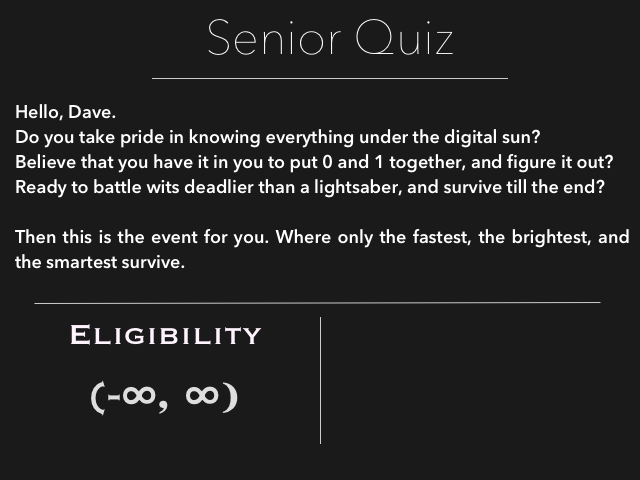 Senior Quiz
Hello, Dave.
Do you take pride in knowing everything under the digital sun?
Believe that you have it in you to put 0 and 1 together, and figure it out?
Ready to battle wits deadlier than a lightsaber, and survive till the end?
Then this is the event for you. Where only the fastest, the brightest, and
the smartest survive.
Eligibility
(-∞, ∞)